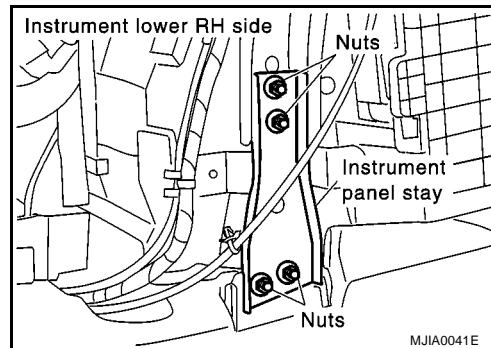 Instrument lower RH side
Nuts
Instrument
panel stay
Nuts
MJIA0041E